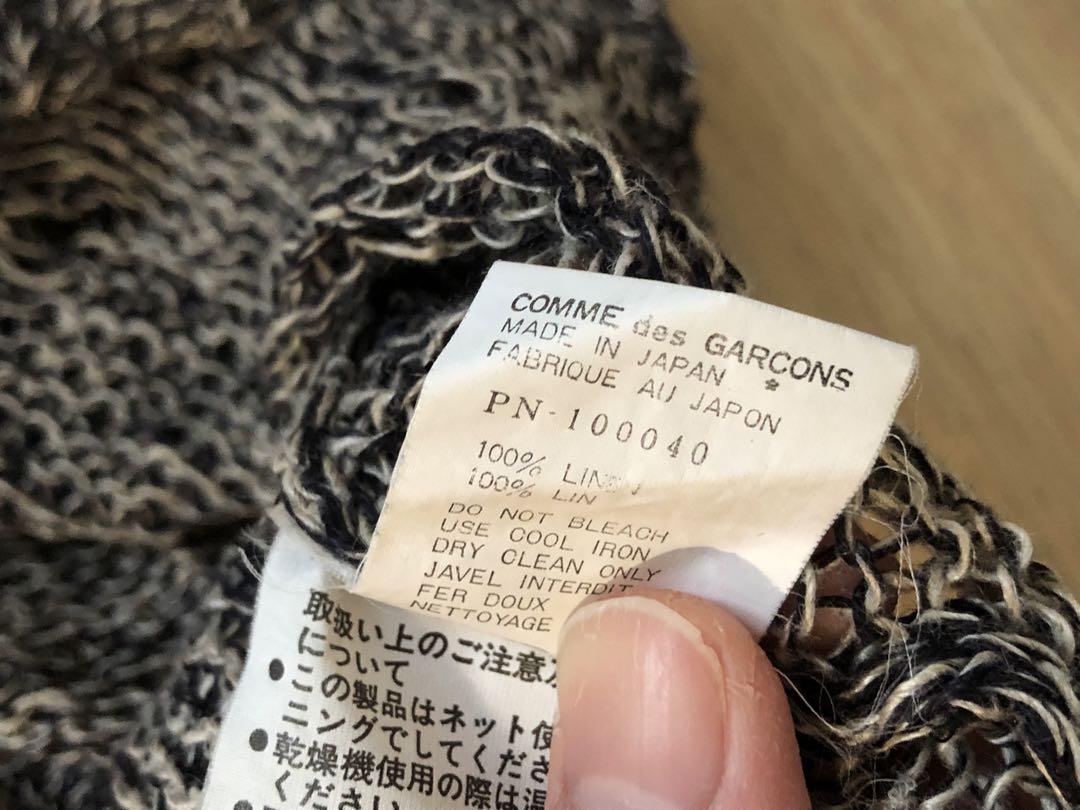 COMME des GARCONS
MADE IN JAPAN *
FABRIQUE AU JAPON
PN-100040
100% LINEN
100% LIN
DO NOT BLEACH
USE COOL IRON
DRY CLEAN ONLY
JAVEL INTERDIT
FER DOUX
NETTOYAGE
取扱い上のご注意
について
●この製品はネット使
ニングでしてくださ
●乾燥機使用の際は温
ください